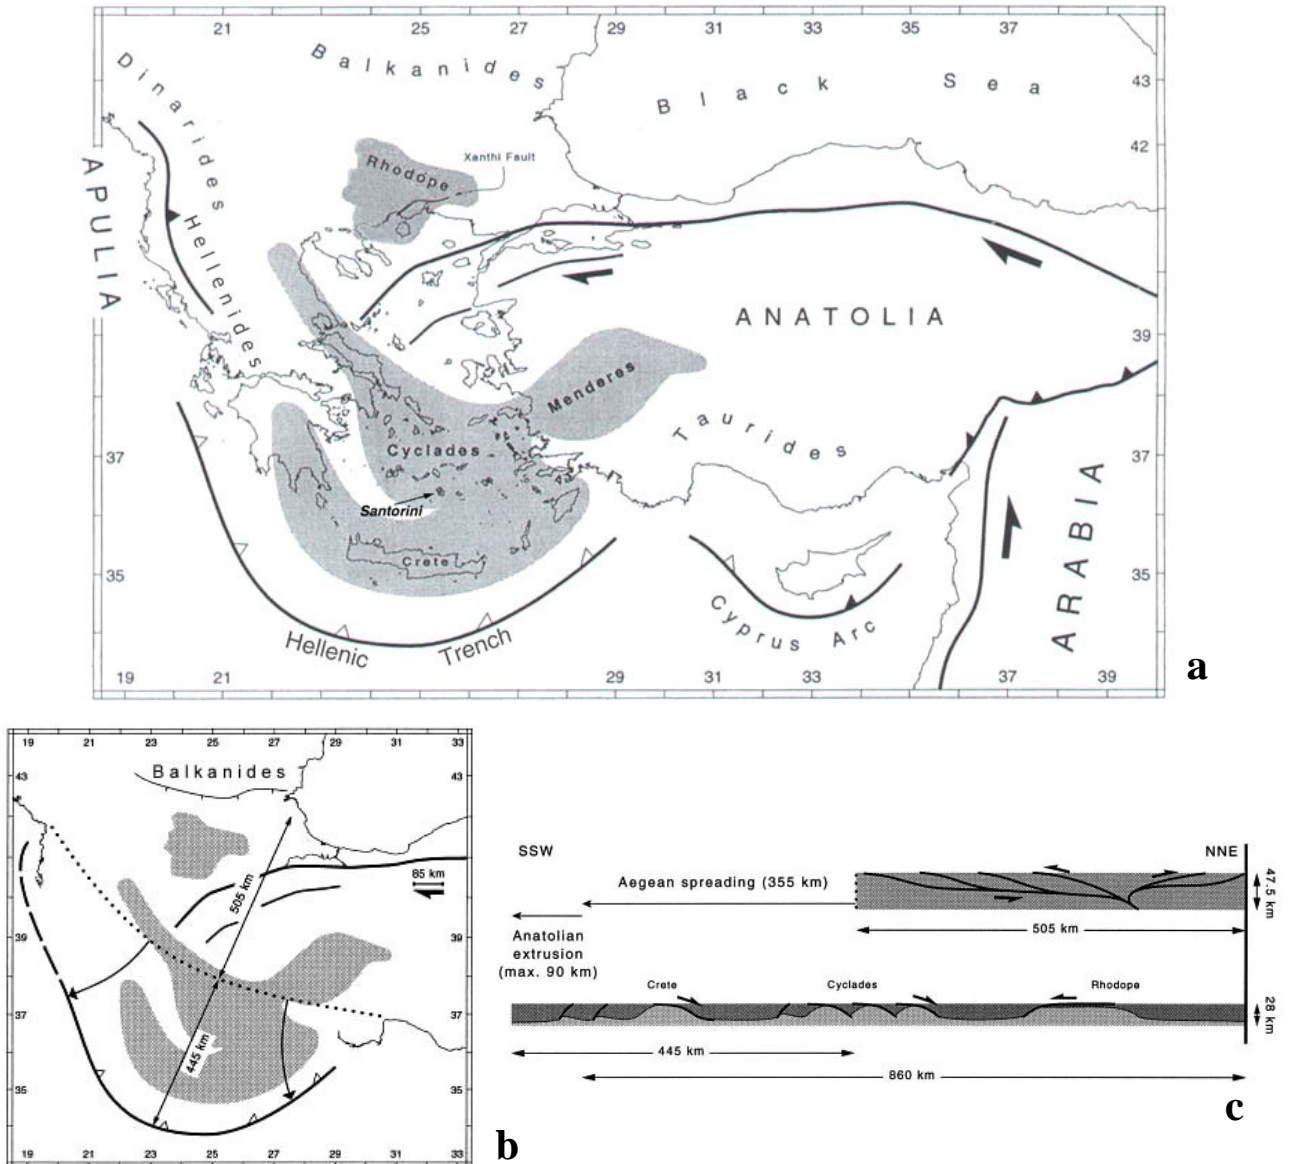 21 23 25 27 29 31 33 35 37
Dinarides
Balkanides
Black Sea
43
42
APULIA
Rhodope
Xanthi Fault
Hellenides
ANATOLIA
39
Menderes
Taurides
37
37
Cyclades
Santorini
ARABIA
Crete
35
35
Cyprus Arc
Hellenic Trench
19 21 29 31 33 37 39
a
19 21 23 25 27 29 31 33
Balkanides
43
43
85 km
505 km
39
39
37
37
445 km
35
35
19 21 23 25 27 29 31 33
b
SSW
NNE
Aegean spreading (355 km)
47.5 km
505 km
Anatolian
extrusion
(max. 90 km)
Crete
Cyclades
Rhodope
28 km
445 km
860 km
c